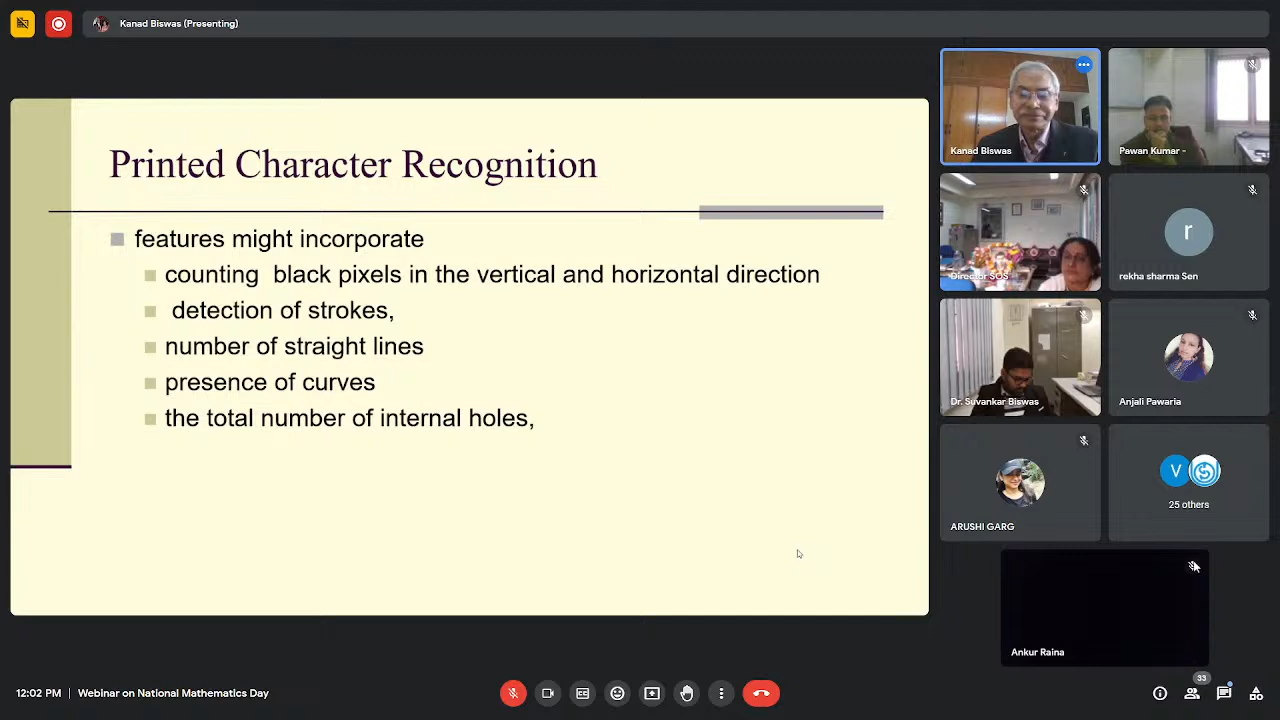 Kanad Biswas (Presenting)
Printed Character Recognition
features might incorporate
counting black pixels in the vertical and horizontal direction
detection of strokes,
number of straight lines
presence of curves
the total number of internal holes,
Kanad Biswas
Pawan Kumar -
Director SOS
r
rekha sharma Sen
Dr. Suvankar Biswas
Anjali Pawaria
ARUSHI GARG
V
25 others
Ankur Raina
12:02 PM | Webinar on National Mathematics Day
33